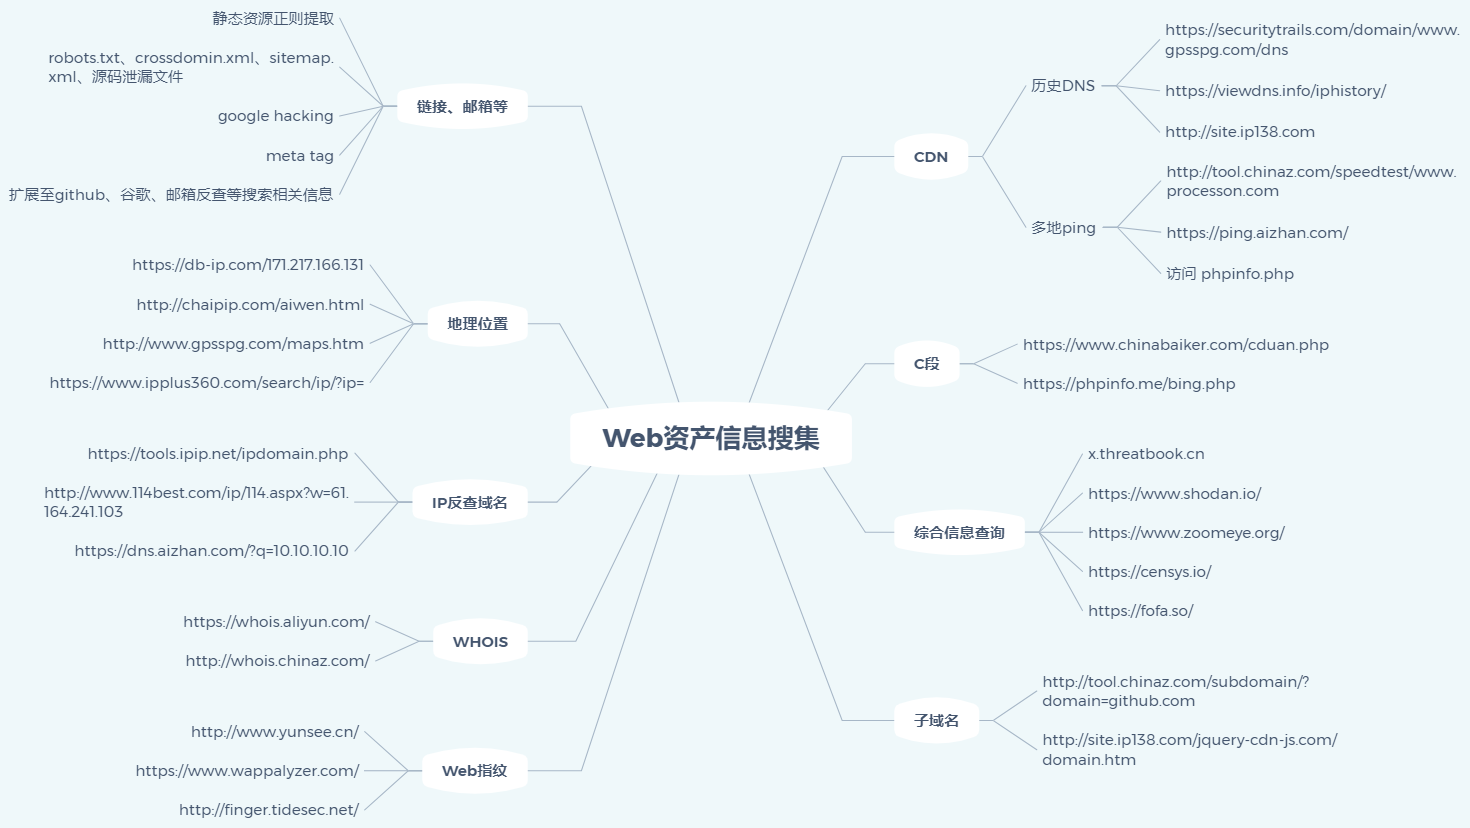 Web资产信息搜集
链接、邮箱等
静态资源正则提取
robots.txt、crossdomin.xml、sitemap.
xml、源码泄漏文件
google hacking
meta tag
扩展至github、谷歌、邮箱反查等搜索相关信息
地理位置
https://db-ip.com/171.217.166.131
http://chaipip.com/aiwen.html
http://www.gpsspg.com/maps.htm
https://www.ipplus360.com/search/ip/?ip=
IP反查域名
https://tools.ipip.net/ipdomain.php
http://www.114best.com/ip/114.aspx?w=61.
164.241.103
https://dns.aizhan.com/?q=10.10.10.10
WHOIS
https://whois.aliyun.com/
http://whois.chinaz.com/
Web指纹
http://www.yunsee.cn/
https://www.wappalyzer.com/
http://finger.tidesec.net/
CDN
历史DNS
https://securitytrails.com/domain/www.
gpsspg.com/dns
https://viewdns.info/iphistory/
http://site.ip138.com
多地ping
http://tool.chinaz.com/speedtest/www.
processon.com
https://ping.aizhan.com/
访问 phpinfo.php
C段
https://www.chinabaiker.com/cduan.php
https://phpinfo.me/bing.php
综合信息查询
x.threatbook.cn
https://www.shodan.io/
https://www.zoomeye.org/
https://censys.io/
https://fofa.so/
子域名
http://tool.chinaz.com/subdomain/?
domain=github.com
http://site.ip138.com/jquery-cdn-js.com/
domain.htm